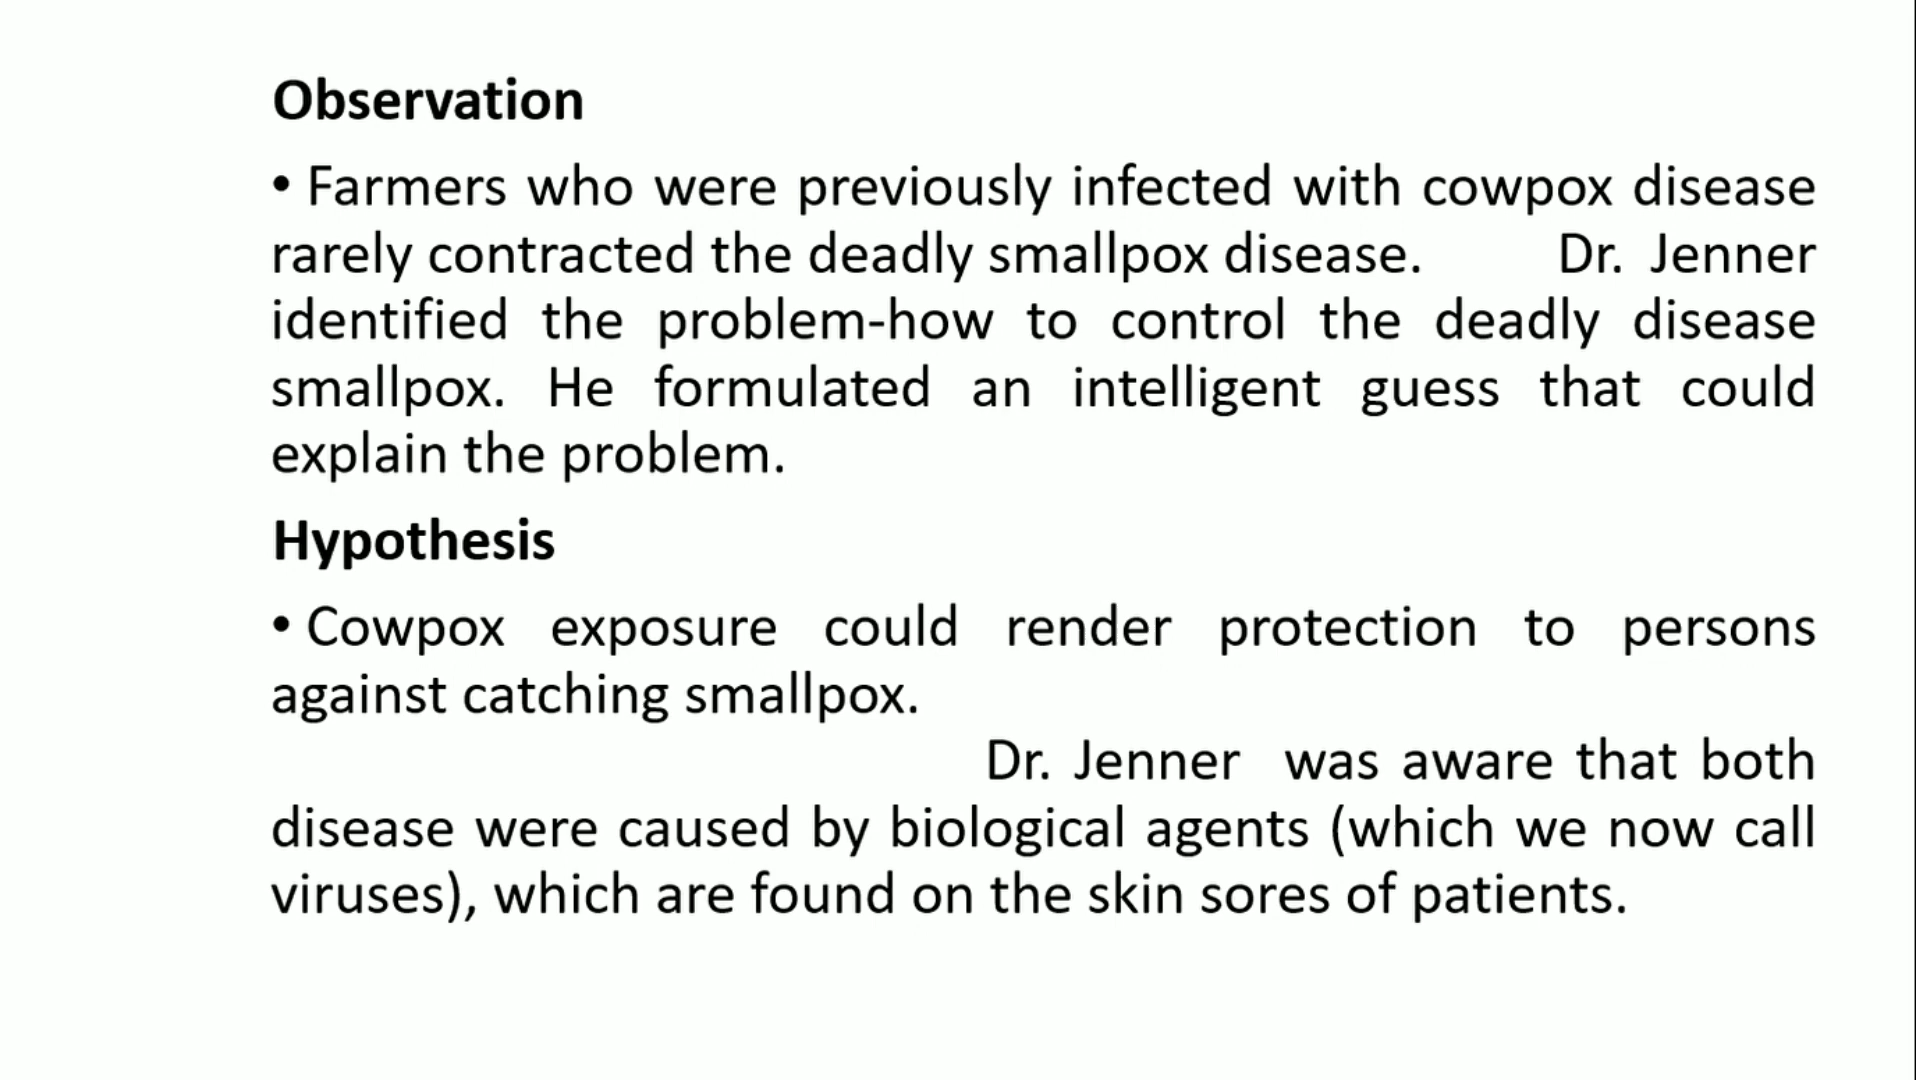 Observation
• Farmers who were previously infected with cowpox disease
rarely contracted the deadly smallpox disease. Dr. Jenner
identified the problem-how to control the deadly disease
smallpox. He formulated an intelligent guess that could
explain the problem.
Hypothesis
• Cowpox exposure could render protection to persons
against catching smallpox.
Dr. Jenner was aware that both
disease were caused by biological agents (which we now call
viruses), which are found on the skin sores of patients.